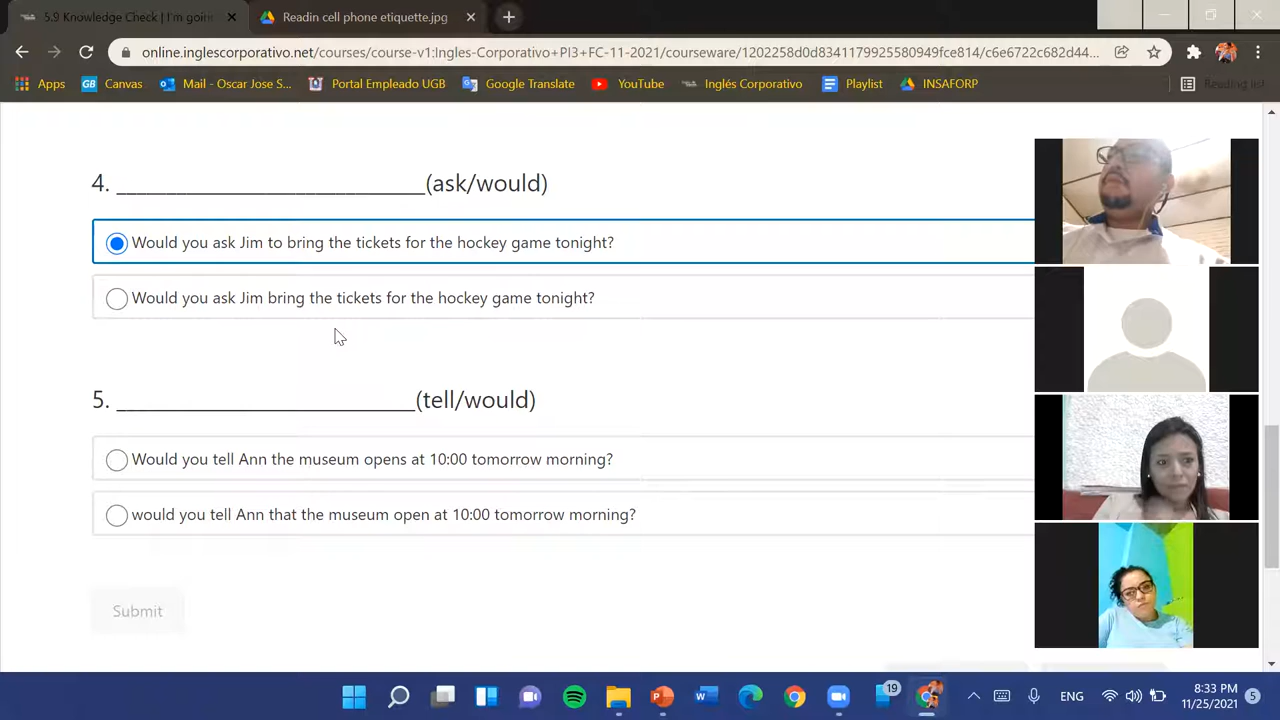 5.9 Knowledge Check | I'm goin
Readin cell phone etiquette.jpg
online.inglescorporativo.net/courses/course-v1:Ingles-Corporativo+PI3+FC-11-2021/courseware/1202258d0d8341179925580949fce814/c6e6722c682d44...
Apps
Canvas
Mail - Oscar Jose S...
Portal Empleado UGB
Google Translate
YouTube
Inglés Corporativo
Playlist
INSAFORP
Reading list
4. ____________________________(ask/would)
Would you ask Jim to bring the tickets for the hockey game tonight?
Would you ask Jim bring the tickets for the hockey game tonight?
5. ___________________________(tell/would)
Would you tell Ann the museum opens at 10:00 tomorrow morning?
would you tell Ann that the museum open at 10:00 tomorrow morning?
Submit
19
ENG
8:33 PM
11/25/2021
5